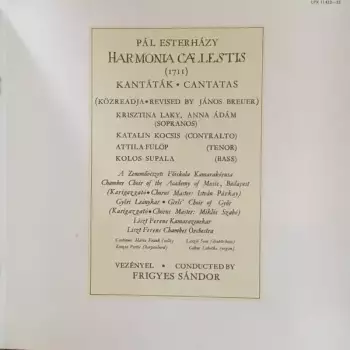 PÁL ESTERHÁZY
HARMONIA CÆLESTIS
(1711)
KANTÁTÁK • CANTATAS
(KÖZREADJA • REVISED BY JÁNOS BREUER)
KRISZTINA LAKY, ANNA ÁDÁM
(SOPRANOS)
KATALIN KOCSIS (CONTRALTO)
ATTILA FÜLÖP (TENOR)
KOLOS SUPALA (BASS)
A Zeneművészeti Főiskola Kamarakórusa
Chamber Choir of the Academy of Music, Budapest
(Karigazgató • Chorus Master: István Párkay)
Győri Leánykar • Girls' Choir of Győr
(Karigazgató • Chorus Master: Miklós Szabó)
Liszt Ferenc Kamarazenekar
Liszt Ferenc Chamber Orchestra
VEZÉNYEL • CONDUCTED BY
FRIGYES SÁNDOR